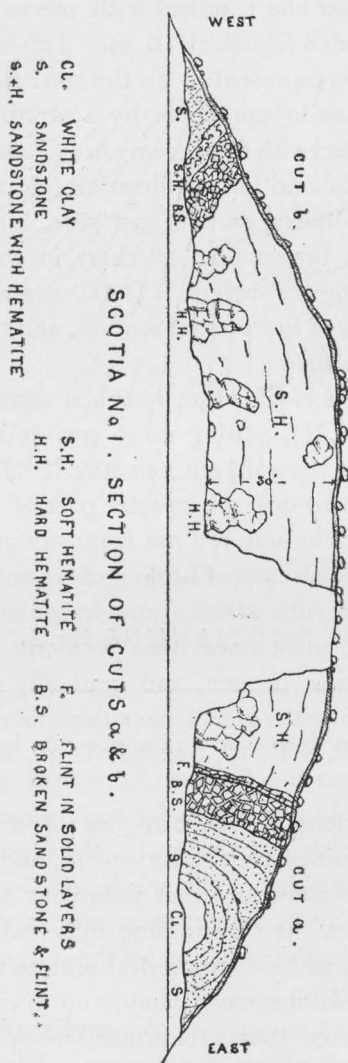 WEST
CUT b.
S.
S.H.
B.S.
H.H.
S.H.
30'
H.H.
S.H.
F.
B.S.
S.
CL.
S.
CUT a.
EAST
SCOTIA No 1. SECTION OF CUTS a & b.
CL. WHITE CLAY
S. SANDSTONE
S.H. SANDSTONE WITH HEMATITE
S.H. SOFT HEMATITE
H.H. HARD HEMATITE
F. FLINT IN SOLID LAYERS
B.S. BROKEN SANDSTONE & FLINT.